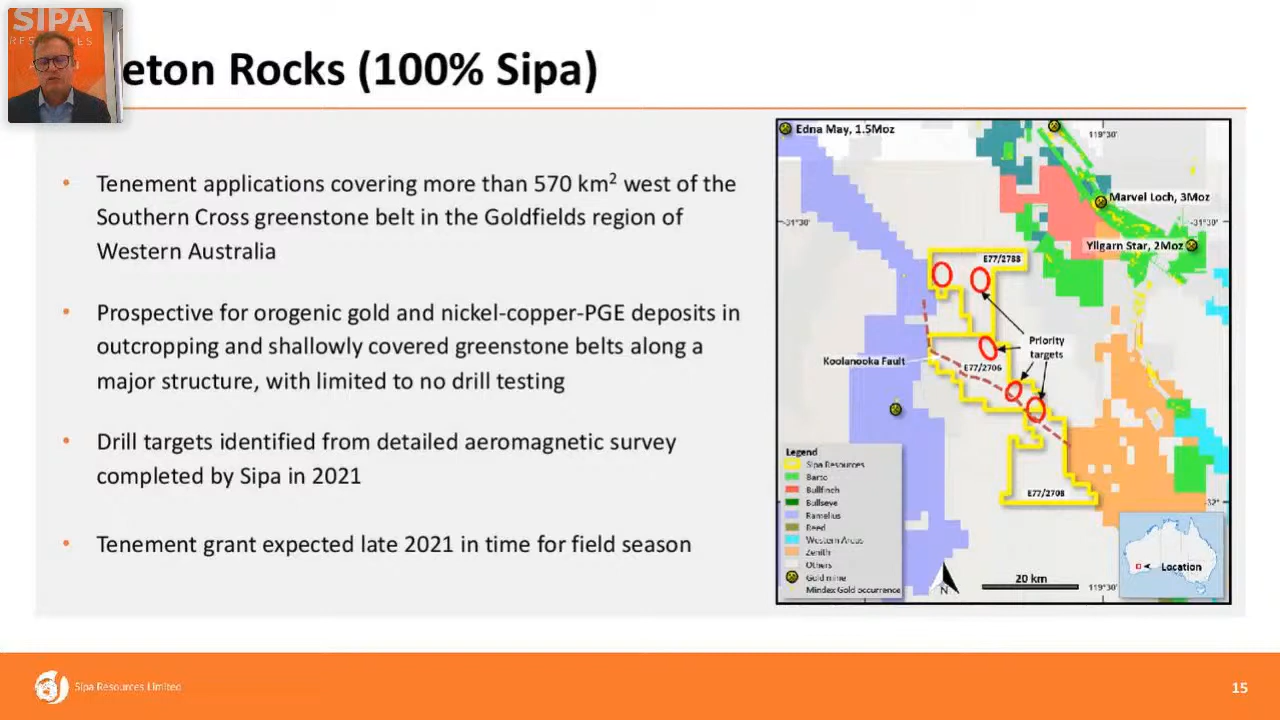 SIPA
RESOURCES
eton Rocks (100% Sipa)
• Tenement applications covering more than 570 km² west of the
Southern Cross greenstone belt in the Goldfields region of
Western Australia
• Prospective for orogenic gold and nickel-copper-PGE deposits in
outcropping and shallowly covered greenstone belts along a
major structure, with limited to no drill testing
• Drill targets identified from detailed aeromagnetic survey
completed by Sipa in 2021
• Tenement grant expected late 2021 in time for field season
Edna May, 1.5Moz
119°30'
Marvel Loch, 3Moz
-31°30'
-31°30'
Yilgarn Star, 2Moz
E77/2788
Priority
targets
Koolanooka Fault
E77/2706
E77/2708
-32°
Legend
Sipa Resources
Barto
Bullfinch
Bullseye
Ramelius
Reed
Western Areas
Zenith
Others
Gold mine
Mindex Gold occurrence
N
20 km
119°30'
Location
Sipa Resources Limited
15